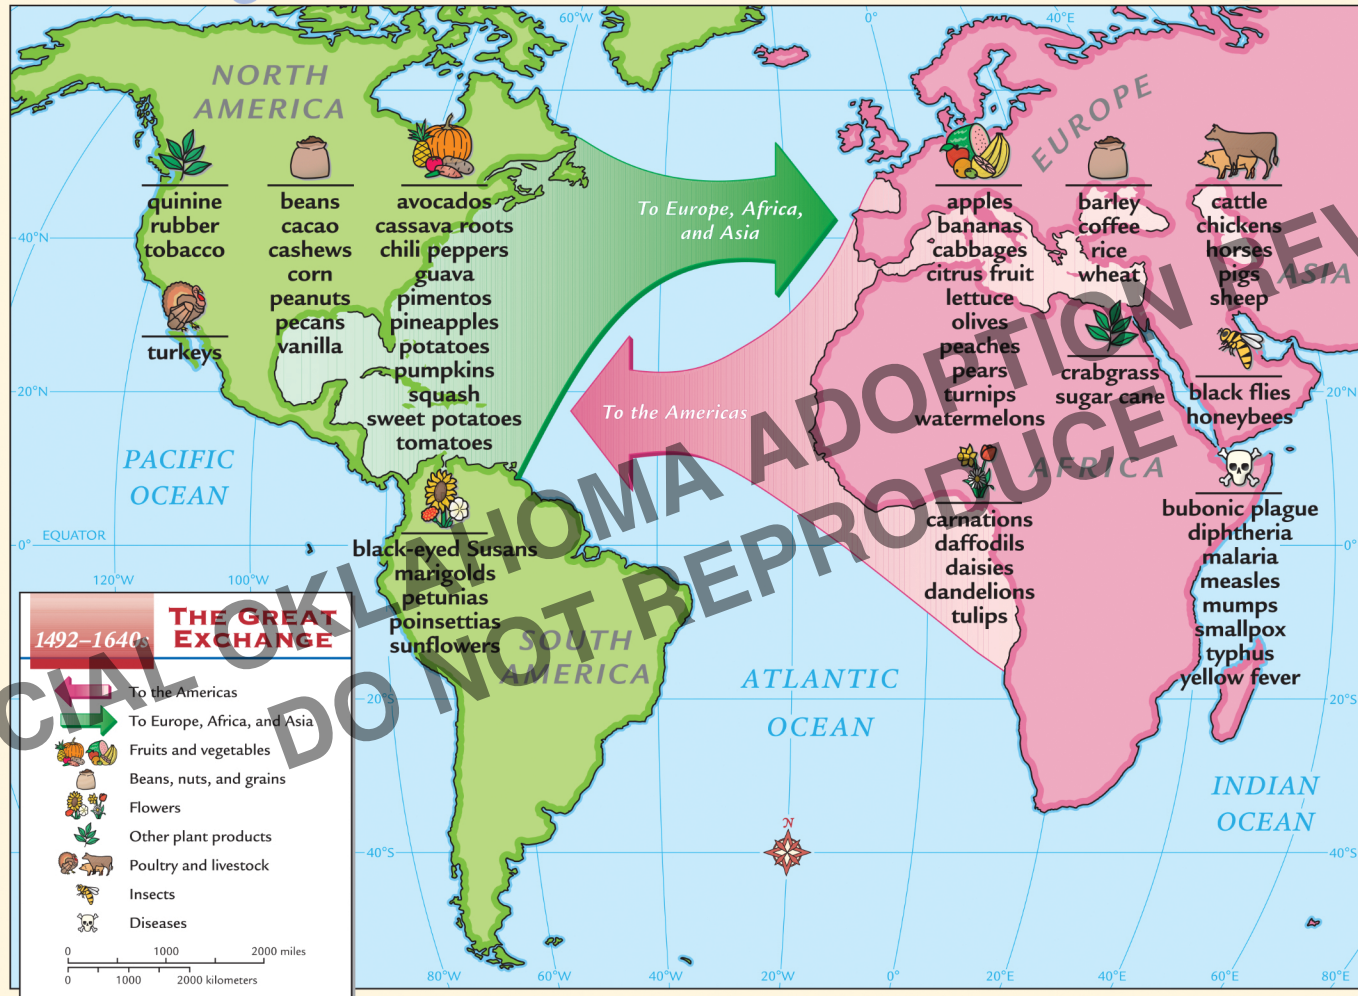 60°W
0°
40°E
NORTH
AMERICA
EUROPE
quinine
rubber
tobacco
turkeys
beans
cacao
cashews
corn
peanuts
pecans
vanilla
avocados
cassava roots
chili peppers
guava
pimentos
pineapples
potatoes
pumpkins
squash
sweet potatoes
tomatoes
To Europe, Africa,
and Asia
To the Americas
apples
bananas
cabbages
citrus fruit
lettuce
olives
peaches
pears
turnips
watermelons
barley
coffee
rice
wheat
cattle
chickens
horses
pigs
sheep
ASIA
crabgrass
sugar cane
black flies
honeybees
40°N
20°N
20°N
PACIFIC
OCEAN
AFRICA
black-eyed Susans
marigolds
petunias
poinsettias
sunflowers
carnations
daffodils
daisies
dandelions
tulips
bubonic plague
diphtheria
malaria
measles
mumps
smallpox
typhus
yellow fever
0°
EQUATOR
0°
120°W
100°W
SOUTH
AMERICA
ATLANTIC
OCEAN
INDIAN
OCEAN
20°S
20°S
40°S
40°S
N
1492–1640s
THE GREAT
EXCHANGE
To the Americas
To Europe, Africa, and Asia
Fruits and vegetables
Beans, nuts, and grains
Flowers
Other plant products
Poultry and livestock
Insects
Diseases
0 1000 2000 miles
0 1000 2000 kilometers
80°W
60°W
40°W
20°W
0°
20°E
40°E
60°E
80°E
CIAL OKLAHOMA ADOPTION REV
DO NOT REPRODUCE